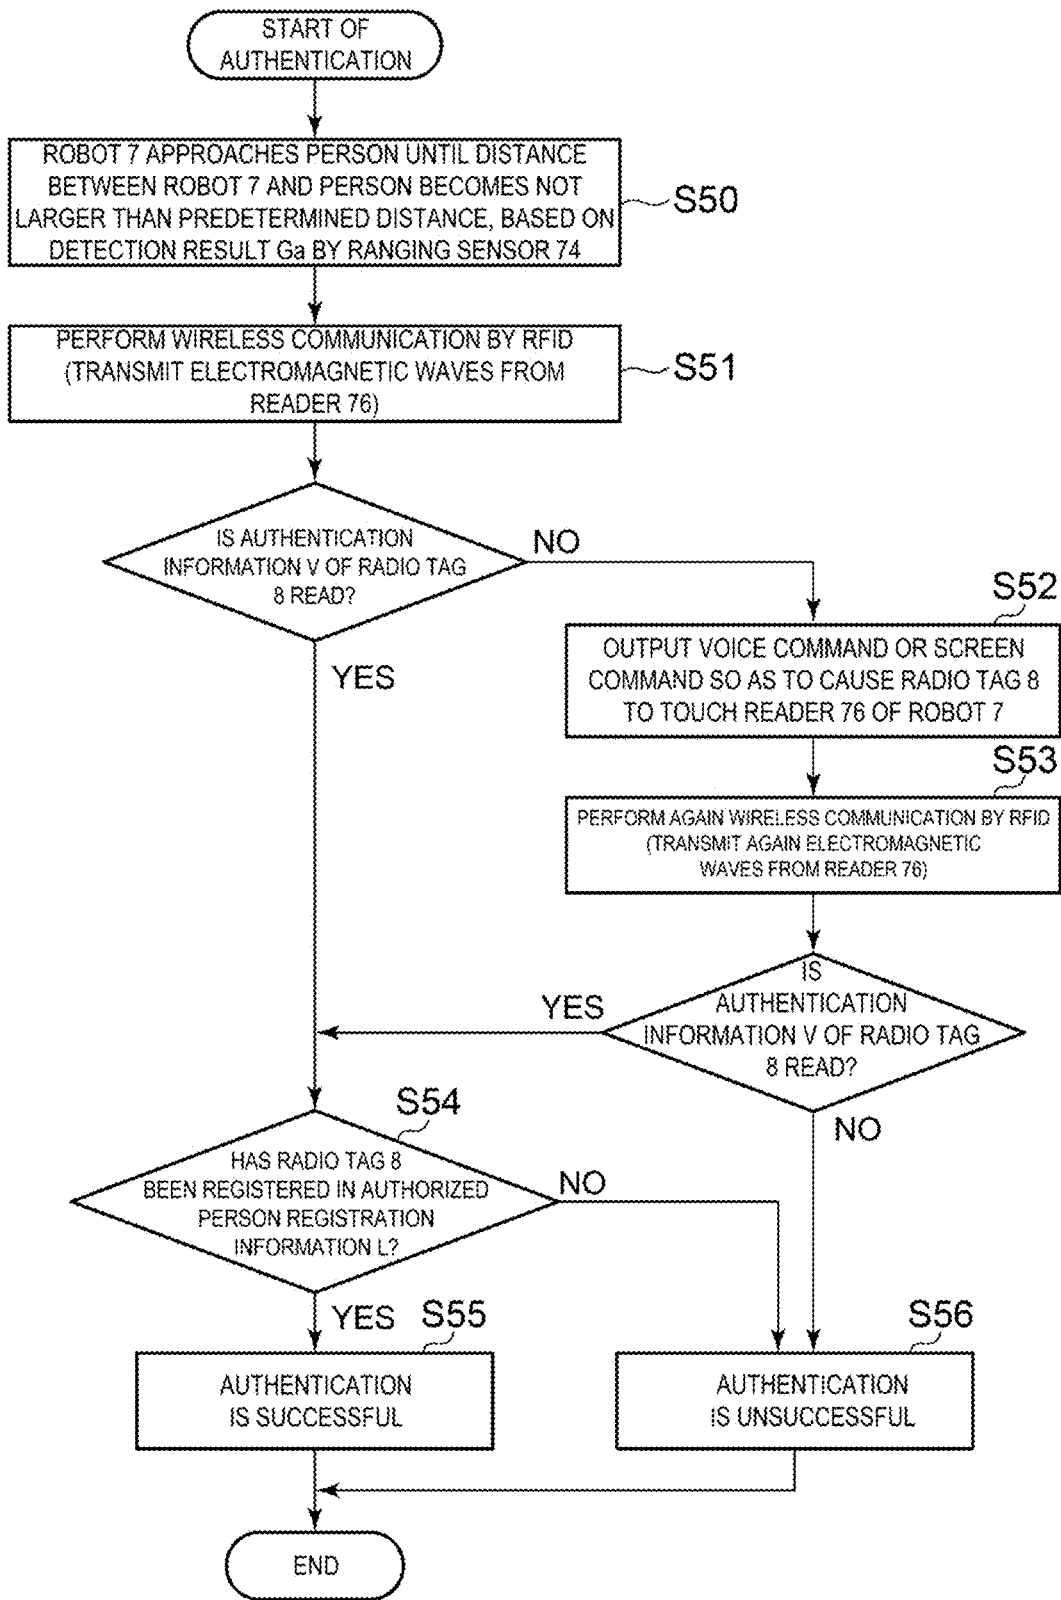 START OF
AUTHENTICATION
ROBOT 7 APPROACHES PERSON UNTIL DISTANCE
BETWEEN ROBOT 7 AND PERSON BECOMES NOT
LARGER THAN PREDETERMINED DISTANCE, BASED ON
DETECTION RESULT Ga BY RANGING SENSOR 74
S50
PERFORM WIRELESS COMMUNICATION BY RFID
(TRANSMIT ELECTROMAGNETIC WAVES FROM
READER 76)
S51
IS AUTHENTICATION
INFORMATION V OF RADIO TAG
8 READ?
NO
YES
S52
OUTPUT VOICE COMMAND OR SCREEN
COMMAND SO AS TO CAUSE RADIO TAG 8
TO TOUCH READER 76 OF ROBOT 7
S53
PERFORM AGAIN WIRELESS COMMUNICATION BY RFID
(TRANSMIT AGAIN ELECTROMAGNETIC
WAVES FROM READER 76)
IS
AUTHENTICATION
INFORMATION V OF RADIO TAG
8 READ?
YES
NO
S54
HAS RADIO TAG 8
BEEN REGISTERED IN AUTHORIZED
PERSON REGISTRATION
INFORMATION L?
NO
YES
S55
AUTHENTICATION
IS SUCCESSFUL
S56
AUTHENTICATION
IS UNSUCCESSFUL
END